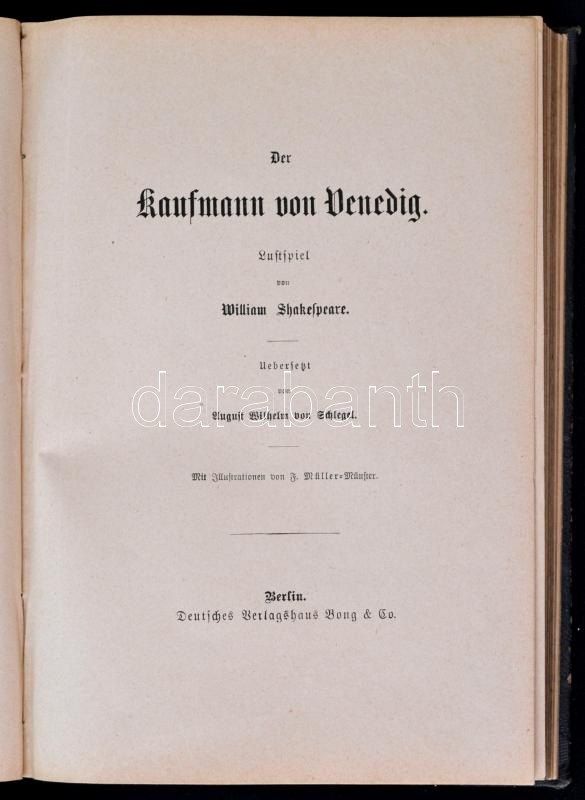 Der
Kaufmann von Venedig.
Luſtſpiel
von
William Shakeſpeare.
Ueberſetzt
von
darabanth
Auguſt Wilhelm von Schlegel.
Mit Illuſtrationen von F. Müller=Münſter.
Berlin.
Deutſches Verlagshaus Bong & Co.